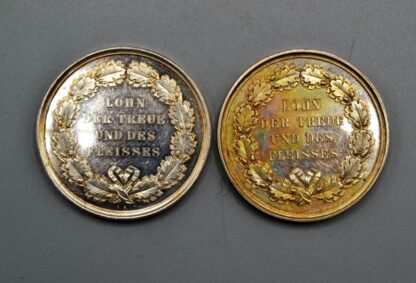 LOHN
DER TREUE
UND DES
FLEISSES
LOHN
DER TREUE
UND DES
FLEISSES